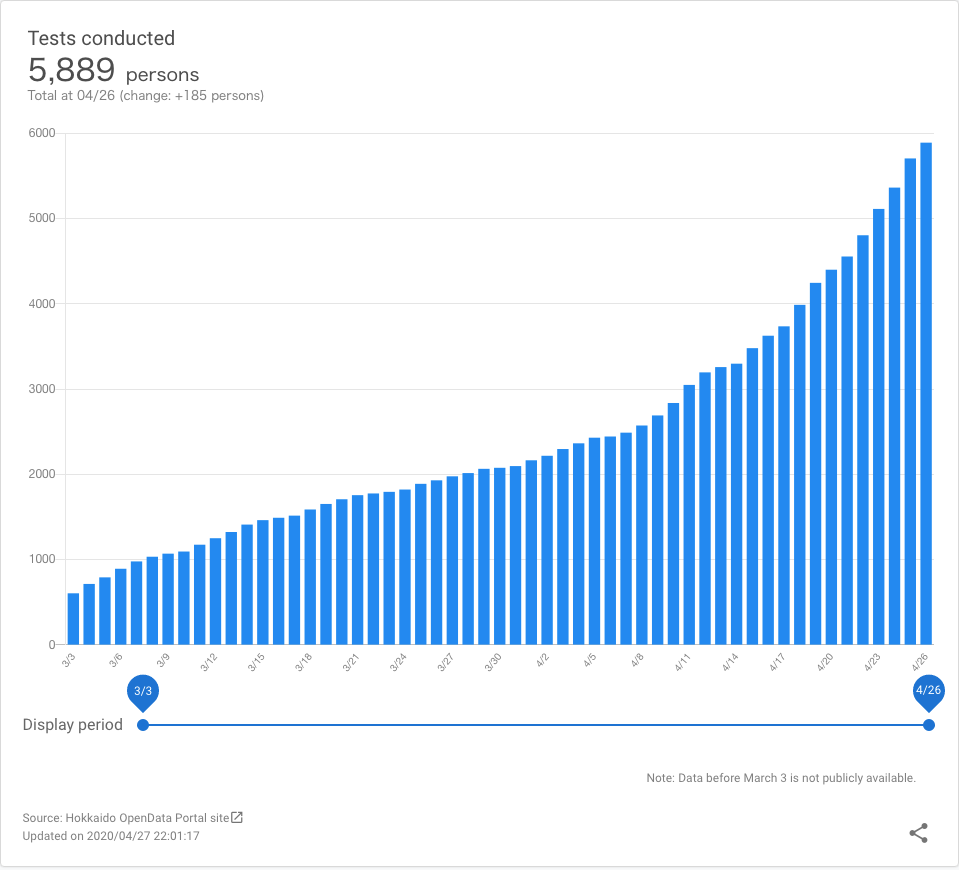 Tests conducted
5,889 persons
Total at 04/26 (change: +185 persons)
6000
5000
4000
3000
2000
1000
0
3/3 3/6 3/9 3/12 3/15 3/18 3/21 3/24 3/27 3/30 4/2 4/5 4/8 4/11 4/14 4/17 4/20 4/23 4/26
3/3 4/26
Display period
Note: Data before March 3 is not publicly available.
Source: Hokkaido OpenData Portal site
Updated on 2020/04/27 22:01:17